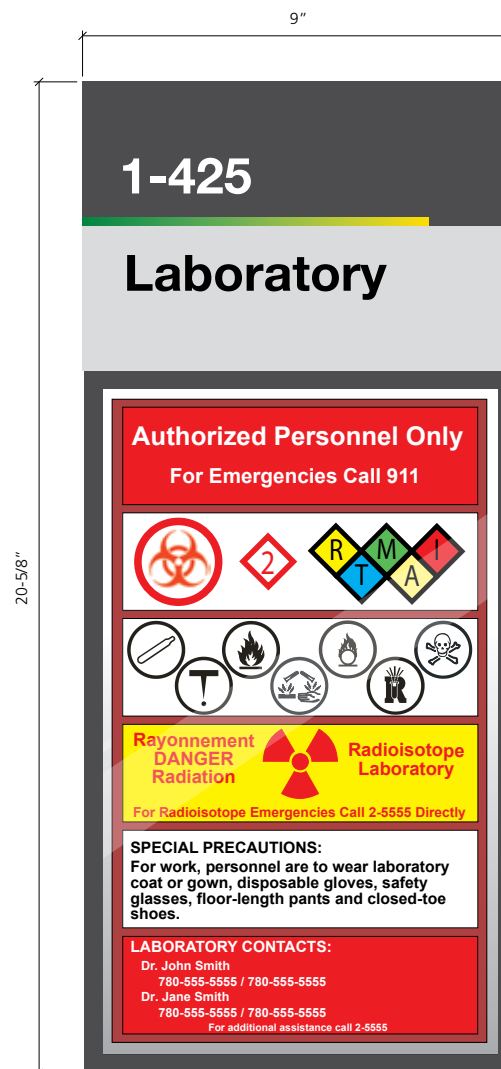 9"
20-5/8"
1-425
Laboratory
Authorized Personnel Only
For Emergencies Call 911
2
R M I
T A
T
R
Rayonnement
DANGER
Radiation
Radioisotope
Laboratory
For Radioisotope Emergencies Call 2-5555 Directly
SPECIAL PRECAUTIONS:
For work, personnel are to wear laboratory
coat or gown, disposable gloves, safety
glasses, floor-length pants and closed-toe
shoes.
LABORATORY CONTACTS:
Dr. John Smith
780-555-5555 / 780-555-5555
Dr. Jane Smith
780-555-5555 / 780-555-5555
For additional assistance call 2-5555